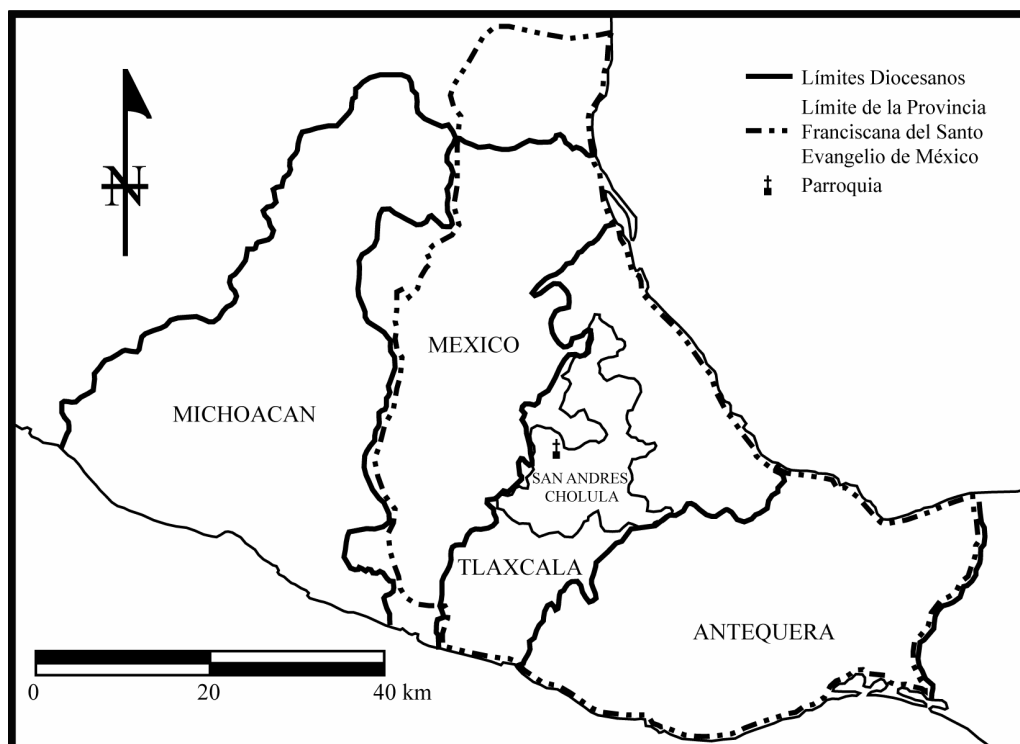 Límites Diocesanos
Límite de la Provincia
Franciscana del Santo
Evangelio de México
Parroquia
N
MEXICO
MICHOACAN
SAN ANDRES
CHOLULA
TLAXCALA
ANTEQUERA
0 20 40 km